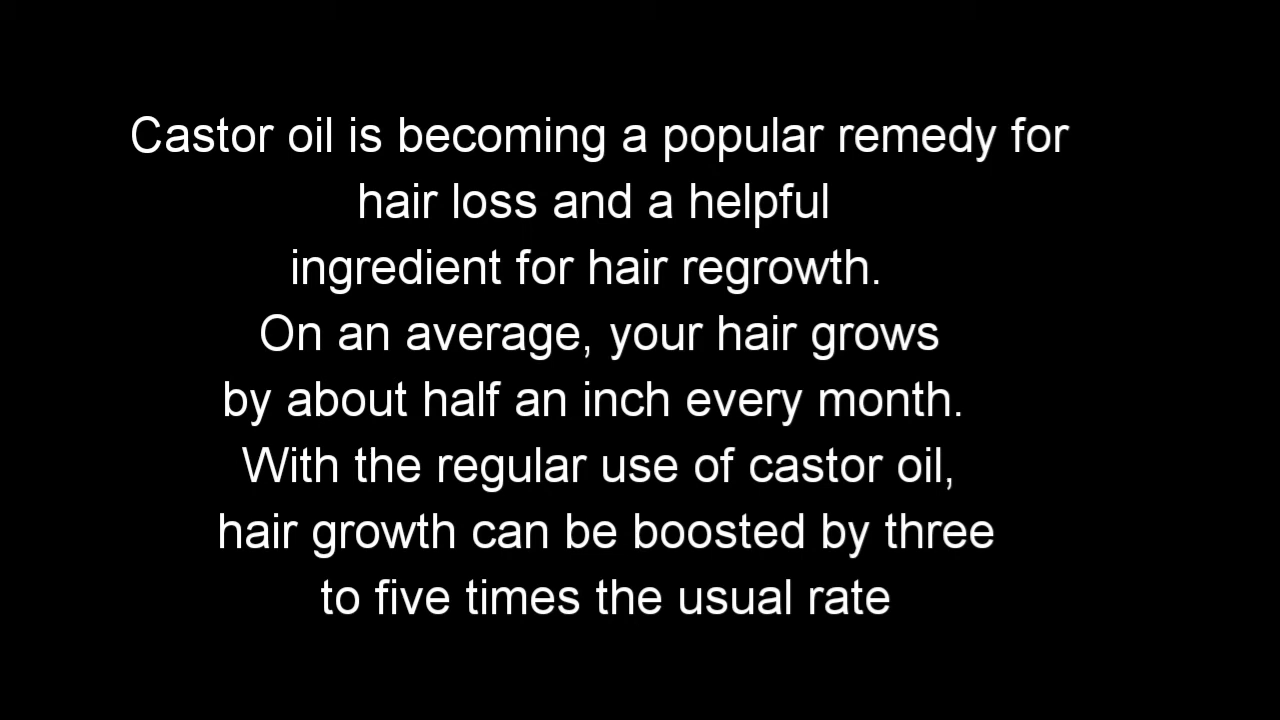 Castor oil is becoming a popular remedy for
hair loss and a helpful
ingredient for hair regrowth.
On an average, your hair grows
by about half an inch every month.
With the regular use of castor oil,
hair growth can be boosted by three
to five times the usual rate